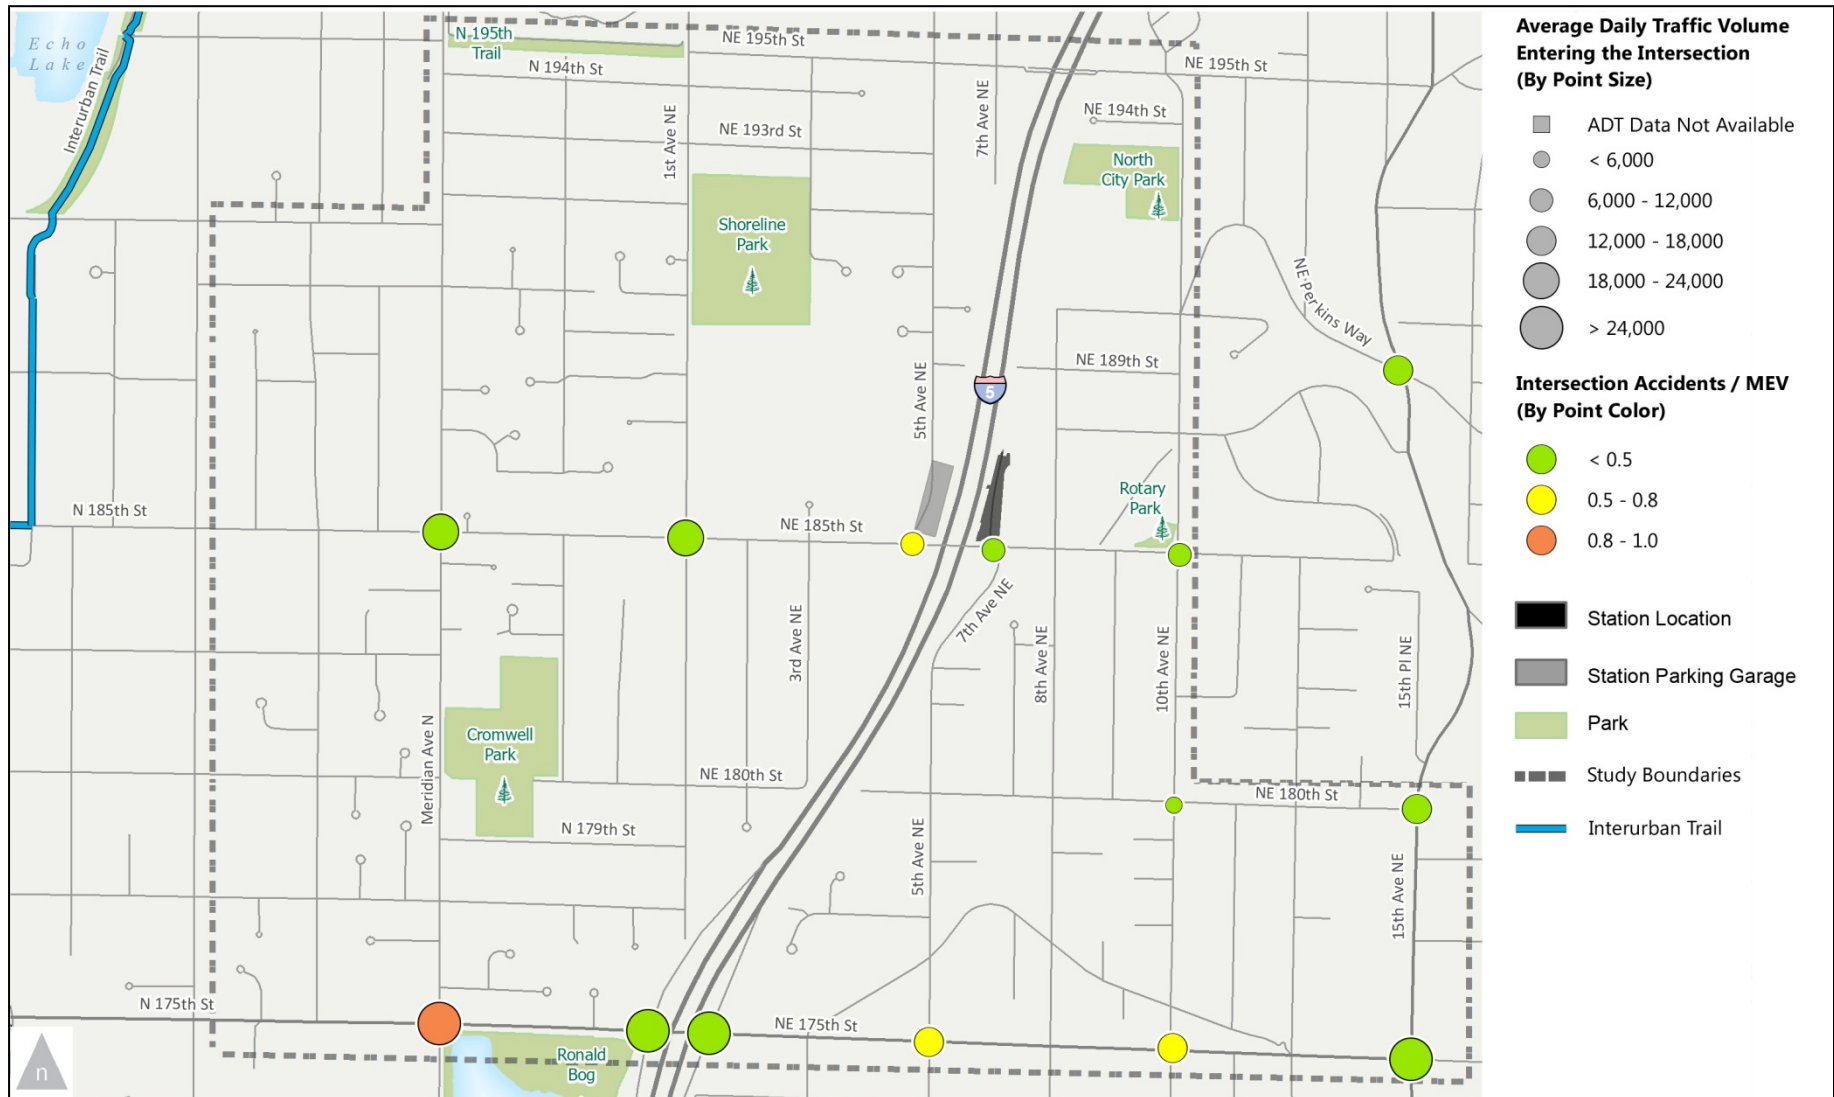 Echo
Lake
Interurban Trail
N 195th
Trail
NE 195th St
N 194th St
NE 195th St
7th Ave NE
NE 194th St
1st Ave NE
NE 193rd St
North
City Park
Shoreline
Park
NE Perkins Way
5
NE 189th St
5th Ave NE
N 185th St
NE 185th St
Rotary
Park
7th Ave NE
3rd Ave NE
8th Ave NE
10th Ave NE
15th Pl NE
Meridian Ave N
Cromwell
Park
NE 180th St
NE 180th St
N 179th St
5th Ave NE
15th Ave NE
N 175th St
NE 175th St
Ronald
Bog
n
Average Daily Traffic Volume
Entering the Intersection
(By Point Size)
ADT Data Not Available
< 6,000
6,000 - 12,000
12,000 - 18,000
18,000 - 24,000
> 24,000
Intersection Accidents / MEV
(By Point Color)
< 0.5
0.5 - 0.8
0.8 - 1.0
Station Location
Station Parking Garage
Park
Study Boundaries
Interurban Trail